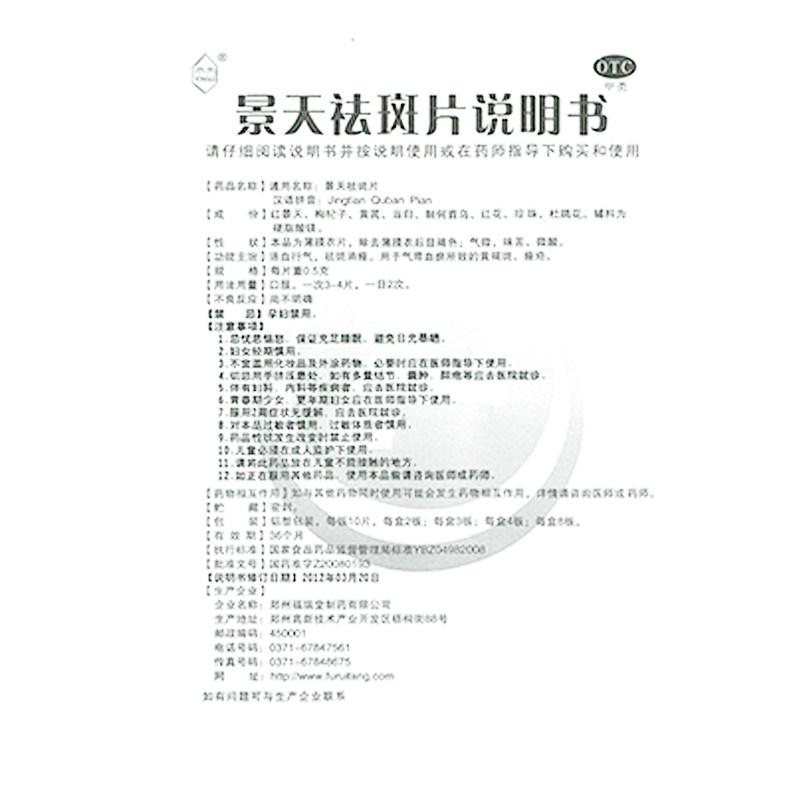 ®
OTC
甲类
景天祛斑片说明书
请仔细阅读说明书并按说明使用或在药师指导下购买和使用
【药品名称】通用名称：景天祛斑片
汉语拼音：Jingtian Quban Pian
【成 份】红景天、枸杞子、黄芪、当归、制何首乌、红花、珍珠、杜鹃花。辅料为
硬脂酸镁。
【性 状】本品为薄膜衣片，除去薄膜衣后显褐色；气微，味苦、微酸。
【功能主治】活血行气，祛斑消痤。用于气滞血瘀所致的黄褐斑、痤疮。
【规 格】每片重0.5克
【用法用量】口服。一次3-4片，一日2次。
【不良反应】尚不明确
【禁 忌】孕妇禁用。
【注意事项】
1.忌忧思恼怒，保证充足睡眠，避免日光暴晒。
2.妇女经期慎用。
3.不宜滥用化妆品及外涂药物，必要时应在医师指导下使用。
4.切忌用手挤压患处，如有多量结节、囊肿、脓疱等应去医院就诊。
5.伴有妇科、内科等疾病者，应去医院就诊。
6.青春期少女、更年期妇女应在医师指导下使用。
7.服用2周症状无缓解，应去医院就诊。
8.对本品过敏者慎用，过敏体质者慎用。
9.药品性状发生改变时禁止使用。
10.儿童必须在成人监护下使用。
11.请将此药品放在儿童不能接触的地方。
12.如正在服用其他药品，使用本品前请咨询医师或药师。
【药物相互作用】如与其他药物同时使用可能会发生药物相互作用，详情请咨询医师或药师。
【贮 藏】密封。
【包 装】铝塑包装，每板10片，每盒2板；每盒3板；每盒4板；每盒6板。
【有 效 期】36个月
【执行标准】国家食品药品监督管理局标准YBZ04982008
【批准文号】国药准字Z20080193
【说明书修订日期】2012年03月20日
【生产企业】
企业名称：郑州福瑞堂制药有限公司
生产地址：郑州高新技术产业开发区梧桐街88号
邮政编码：450001
电话号码：0371-67847561
传真号码：0371-67848675
网 址：http://www.furuitang.com
如有问题可与生产企业联系